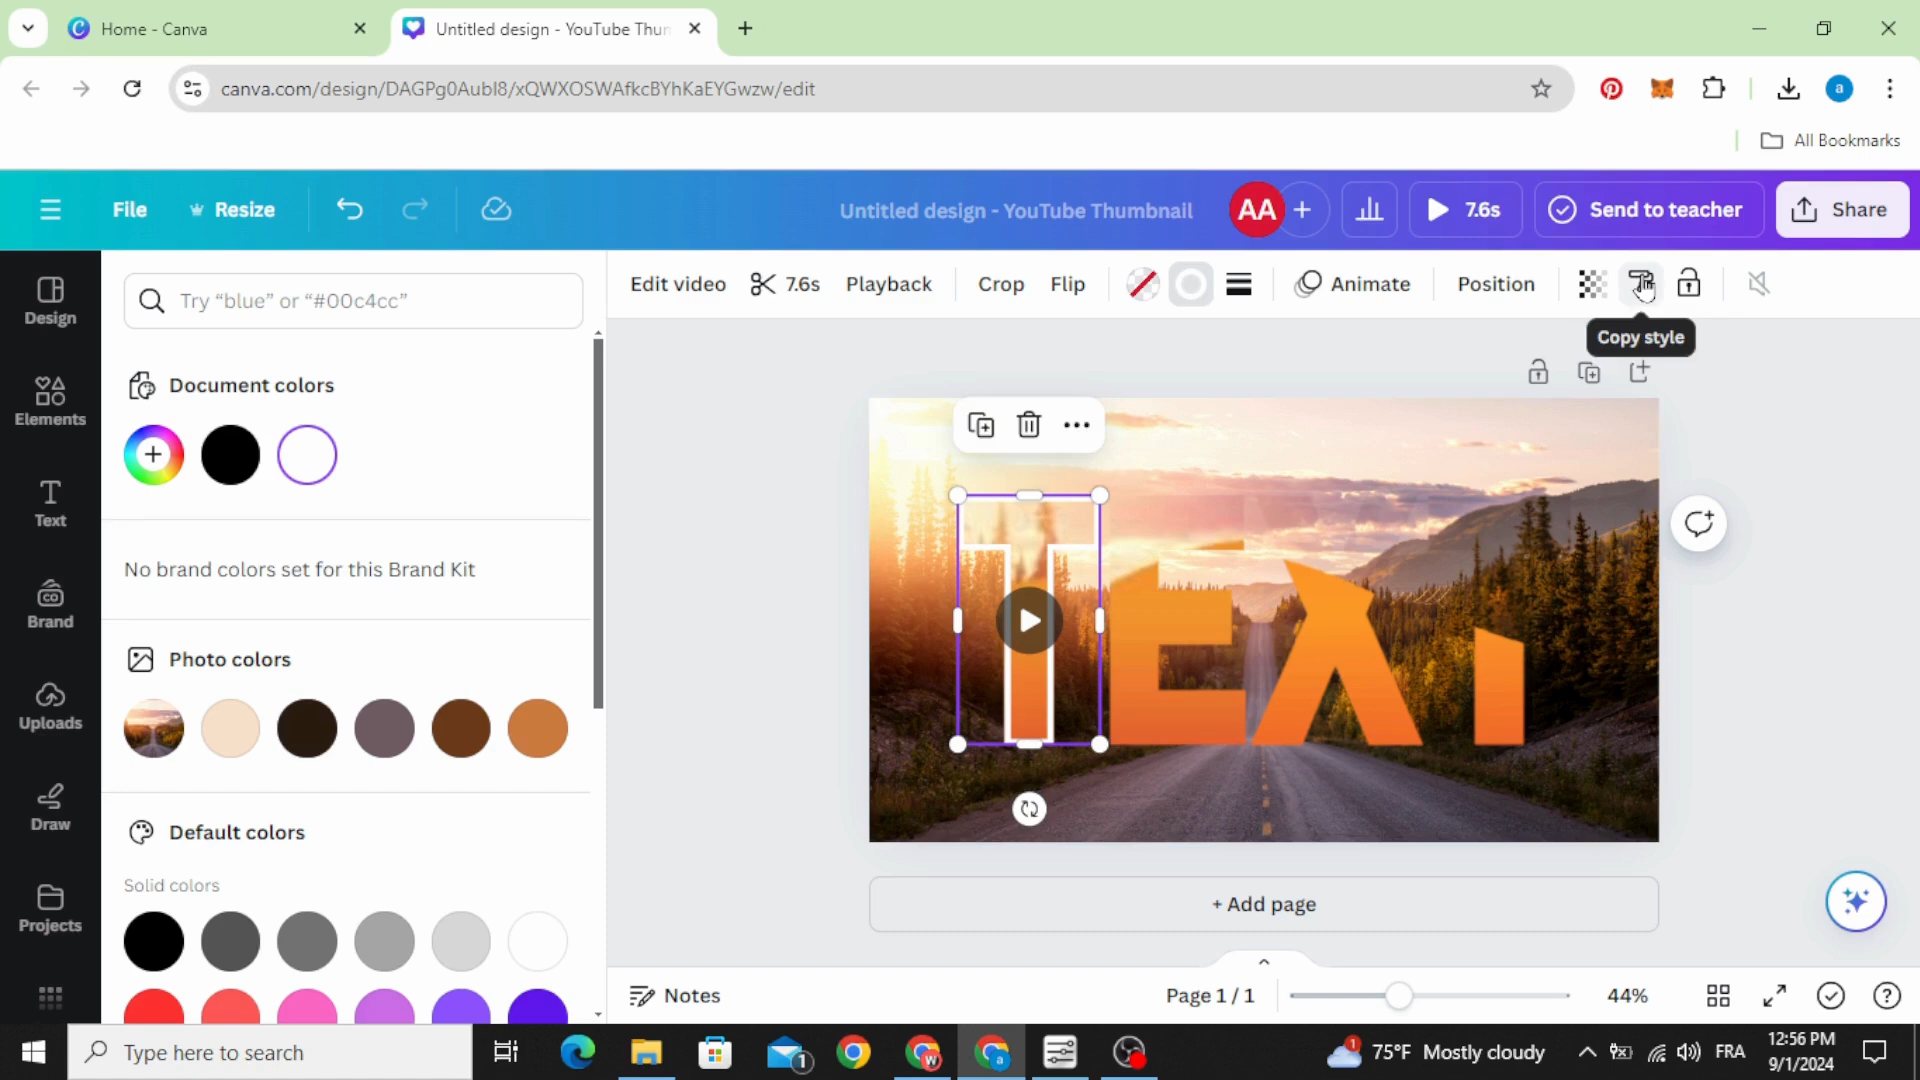 Home - Canva
Untitled design - YouTube Thun
canva.com/design/DAGPg0AubI8/xQWXOSWAfkcBYhKaEYGwzw/edit
a
All Bookmarks
File
Resize
Untitled design - YouTube Thumbnail
AA
7.6s
Send to teacher
Share
Design
Elements
Text
Brand
Uploads
Draw
Projects
Try “blue” or “#00c4cc”
Document colors
No brand colors set for this Brand Kit
Photo colors
Default colors
Solid colors
Edit video
7.6s
Playback
Crop
Flip
Animate
Position
Copy style
TEXT
+ Add page
Notes
Page 1 / 1
44%
Type here to search
1
W
a
1
75°F Mostly cloudy
FRA
12:56 PM
9/1/2024